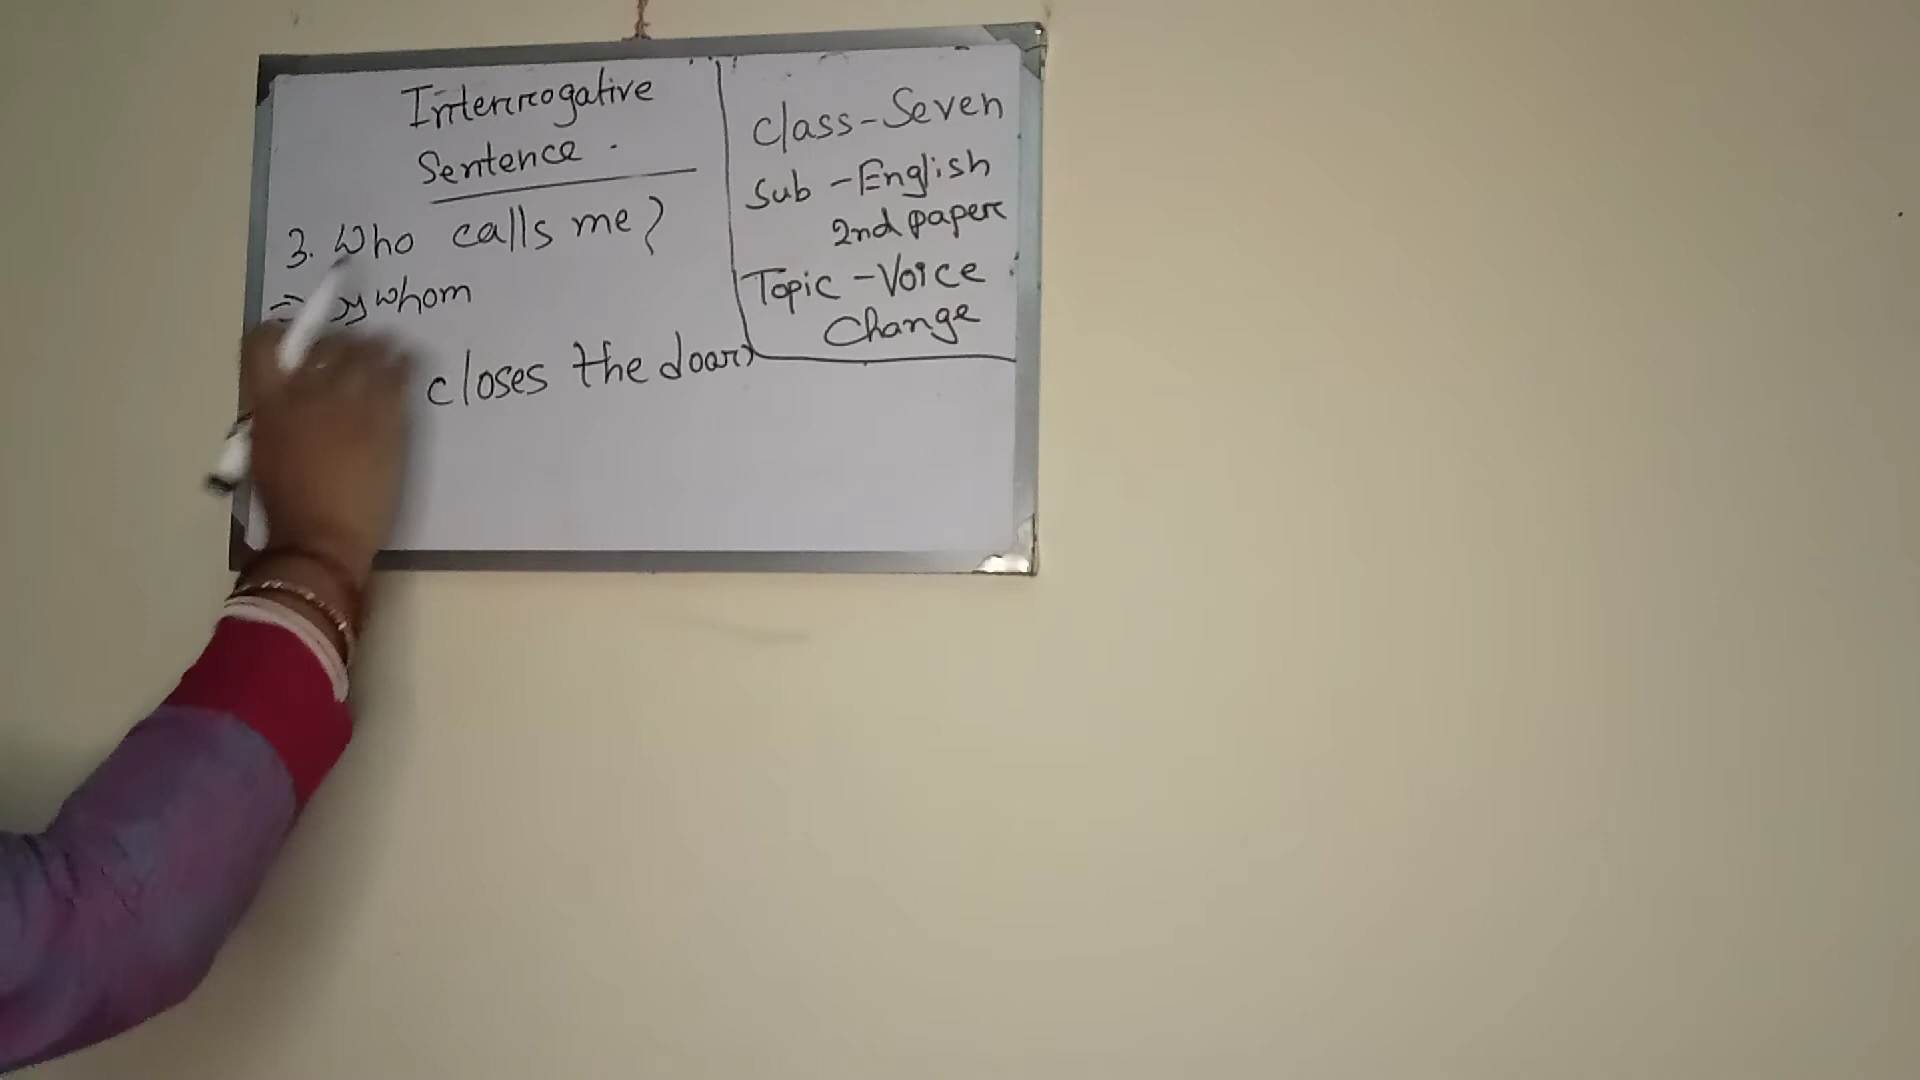 Interrogative
Sentence.
3. Who calls me?
⇒ by whom
closes the door?
Class-Seven
Sub - English
2nd paper
Topic - Voice
Change